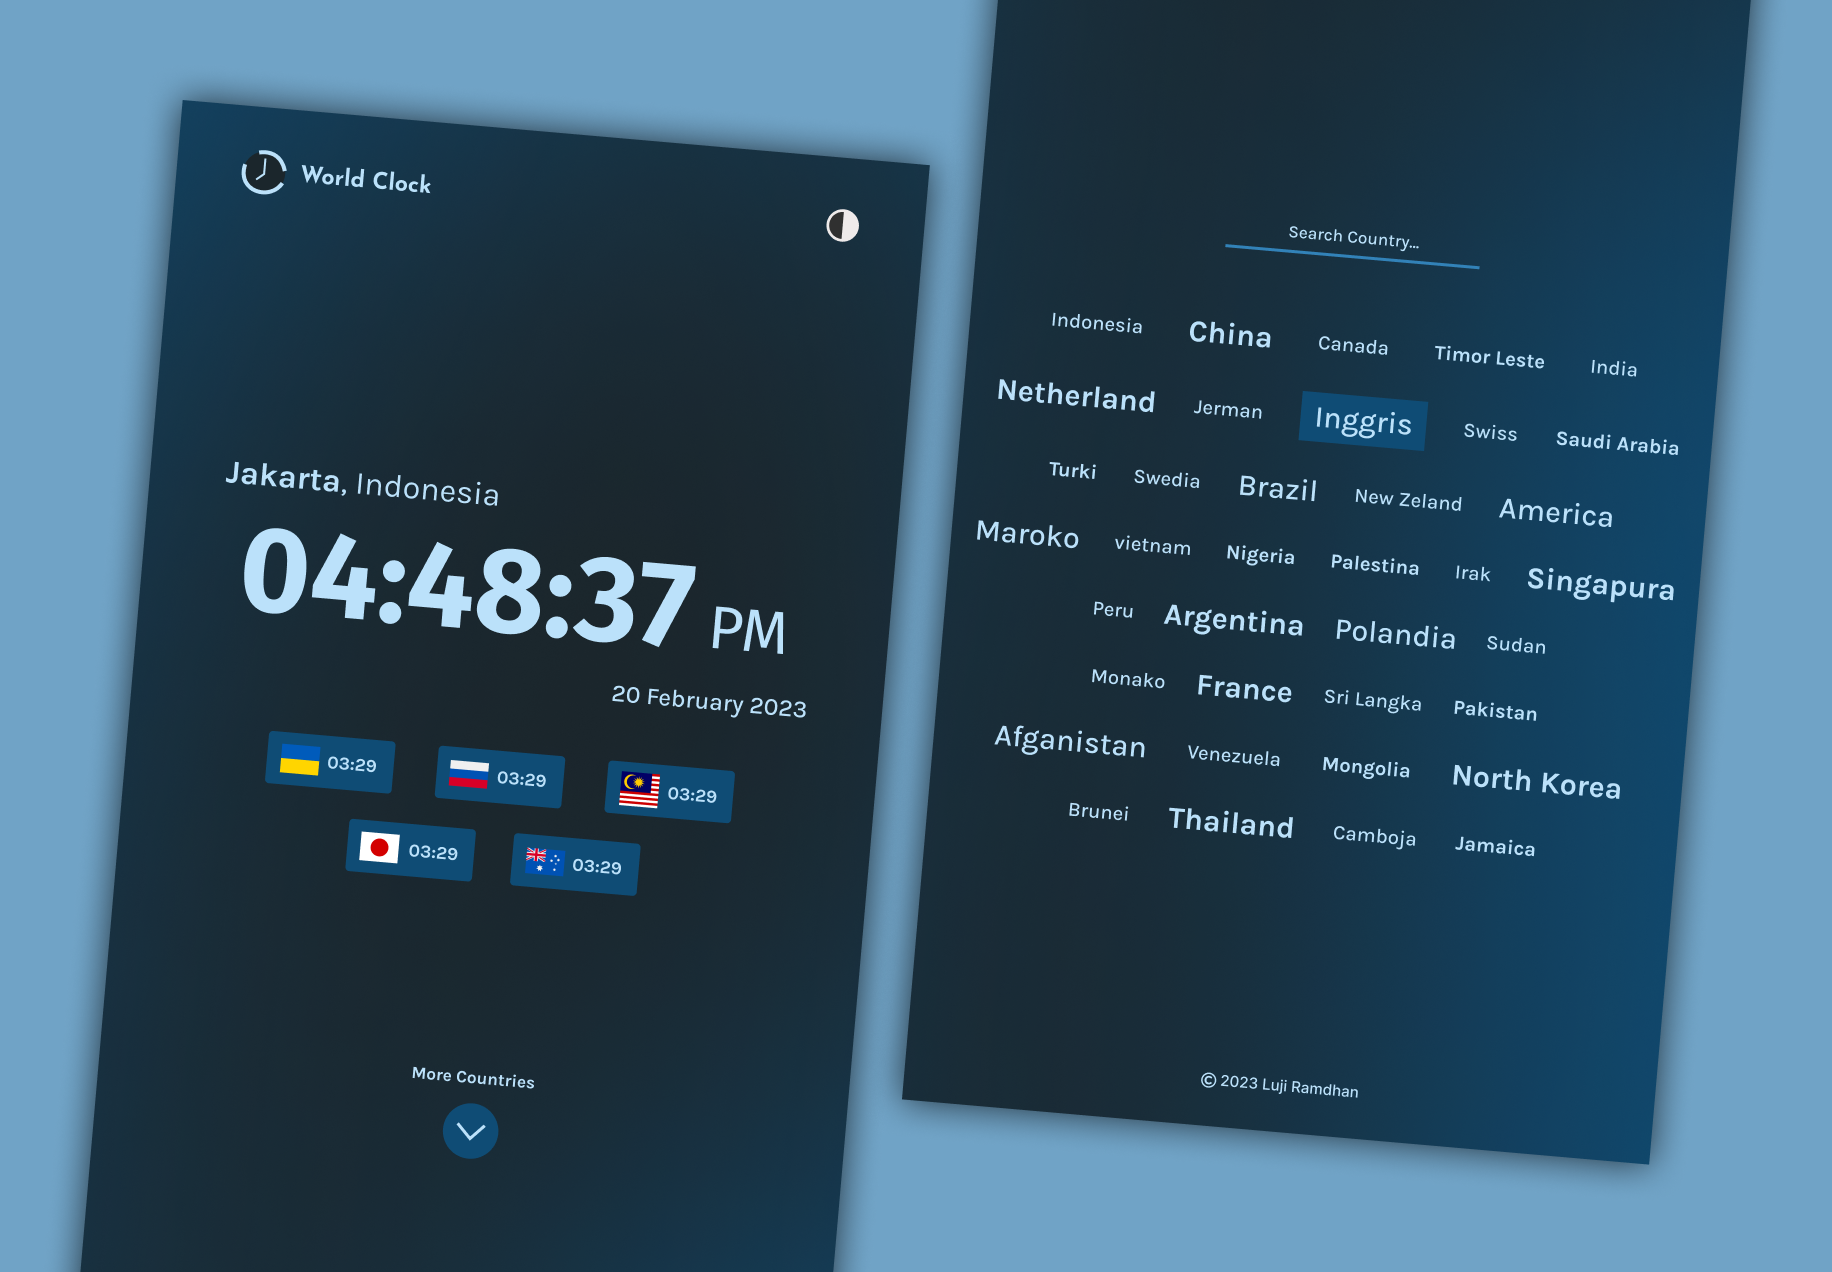 World Clock
Jakarta, Indonesia
04:48:37 PM
20 February 2023
03:29 03:29 03:29
03:29 03:29
More Countries
Search Country...
Indonesia China Canada Timor Leste India
Netherland Jerman Inggris Swiss Saudi Arabia
Turki Swedia Brazil New Zeland America
Maroko vietnam Nigeria Palestina Irak Singapura
Peru Argentina Polandia Sudan
Monako France Sri Langka Pakistan
Afganistan Venezuela Mongolia North Korea
Brunei Thailand Camboja Jamaica
© 2023 Luji Ramdhan